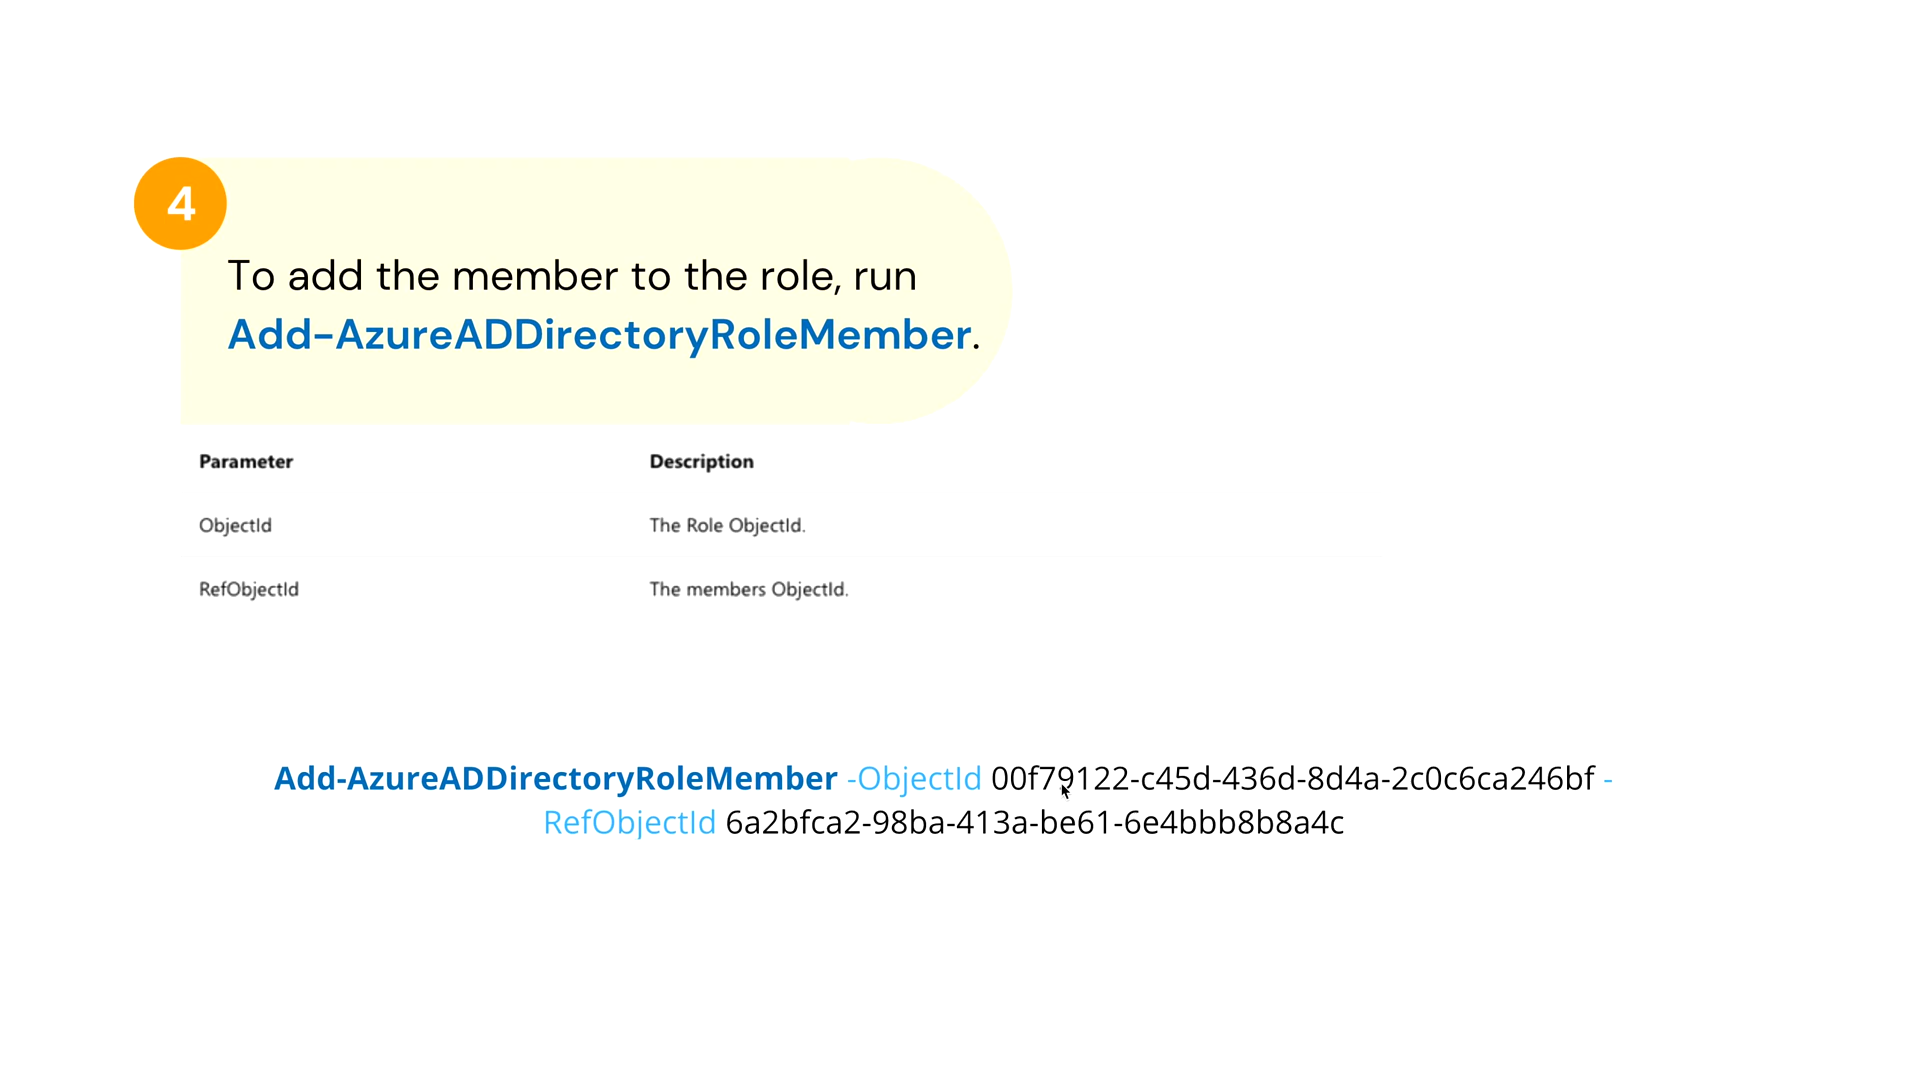 4
To add the member to the role, run
Add-AzureADDirectoryRoleMember.
Parameter Description
ObjectId The Role ObjectId.
RefObjectId The members ObjectId.
Add-AzureADDirectoryRoleMember -ObjectId 00f79122-c45d-436d-8d4a-2c0c6ca246bf -
RefObjectId 6a2bfca2-98ba-413a-be61-6e4bbb8b8a4c